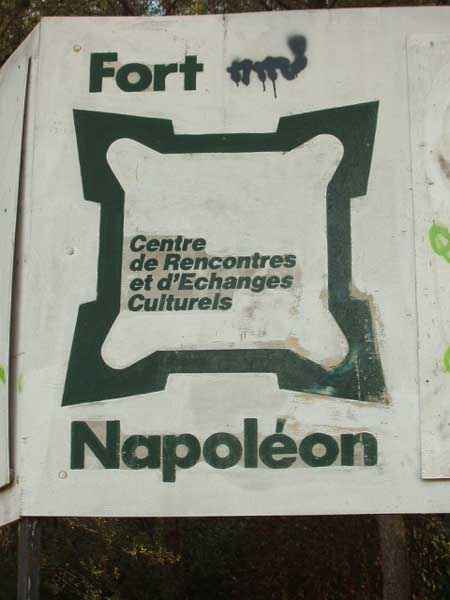 Fort
Centre
de Rencontres
et d'Echanges
Culturels
Napoléon